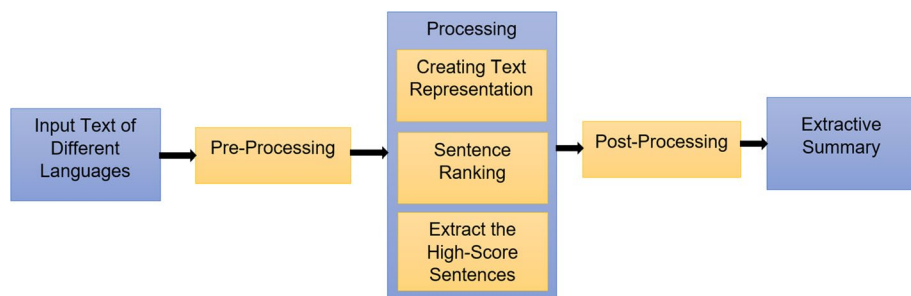 Input Text of
Different
Languages
Pre-Processing
Processing
Creating Text
Representation
Sentence
Ranking
Extract the
High-Score
Sentences
Post-Processing
Extractive
Summary